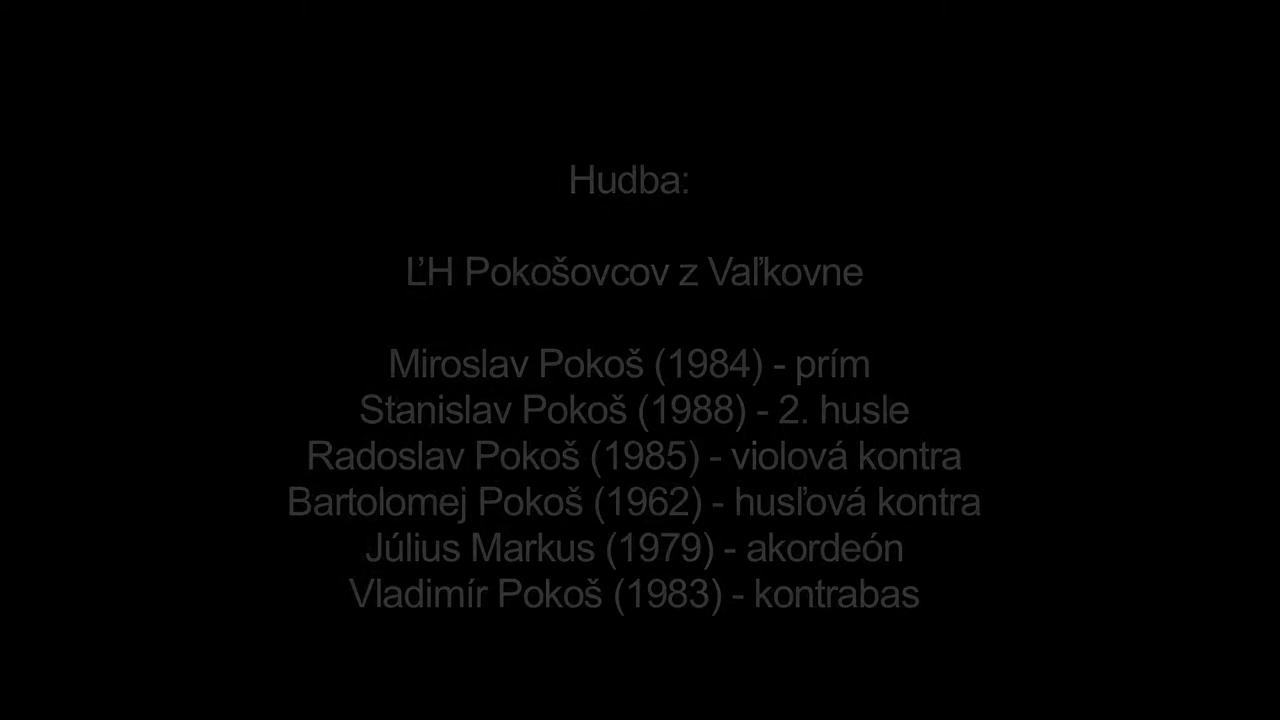 Hudba:
ĽH Pokošovcov z Vaľkovne
Miroslav Pokoš (1984) - prím
Stanislav Pokoš (1988) - 2. husle
Radoslav Pokoš (1985) - violová kontra
Bartolomej Pokoš (1962) - husľová kontra
Július Markus (1979) - akordeón
Vladimír Pokoš (1983) - kontrabas